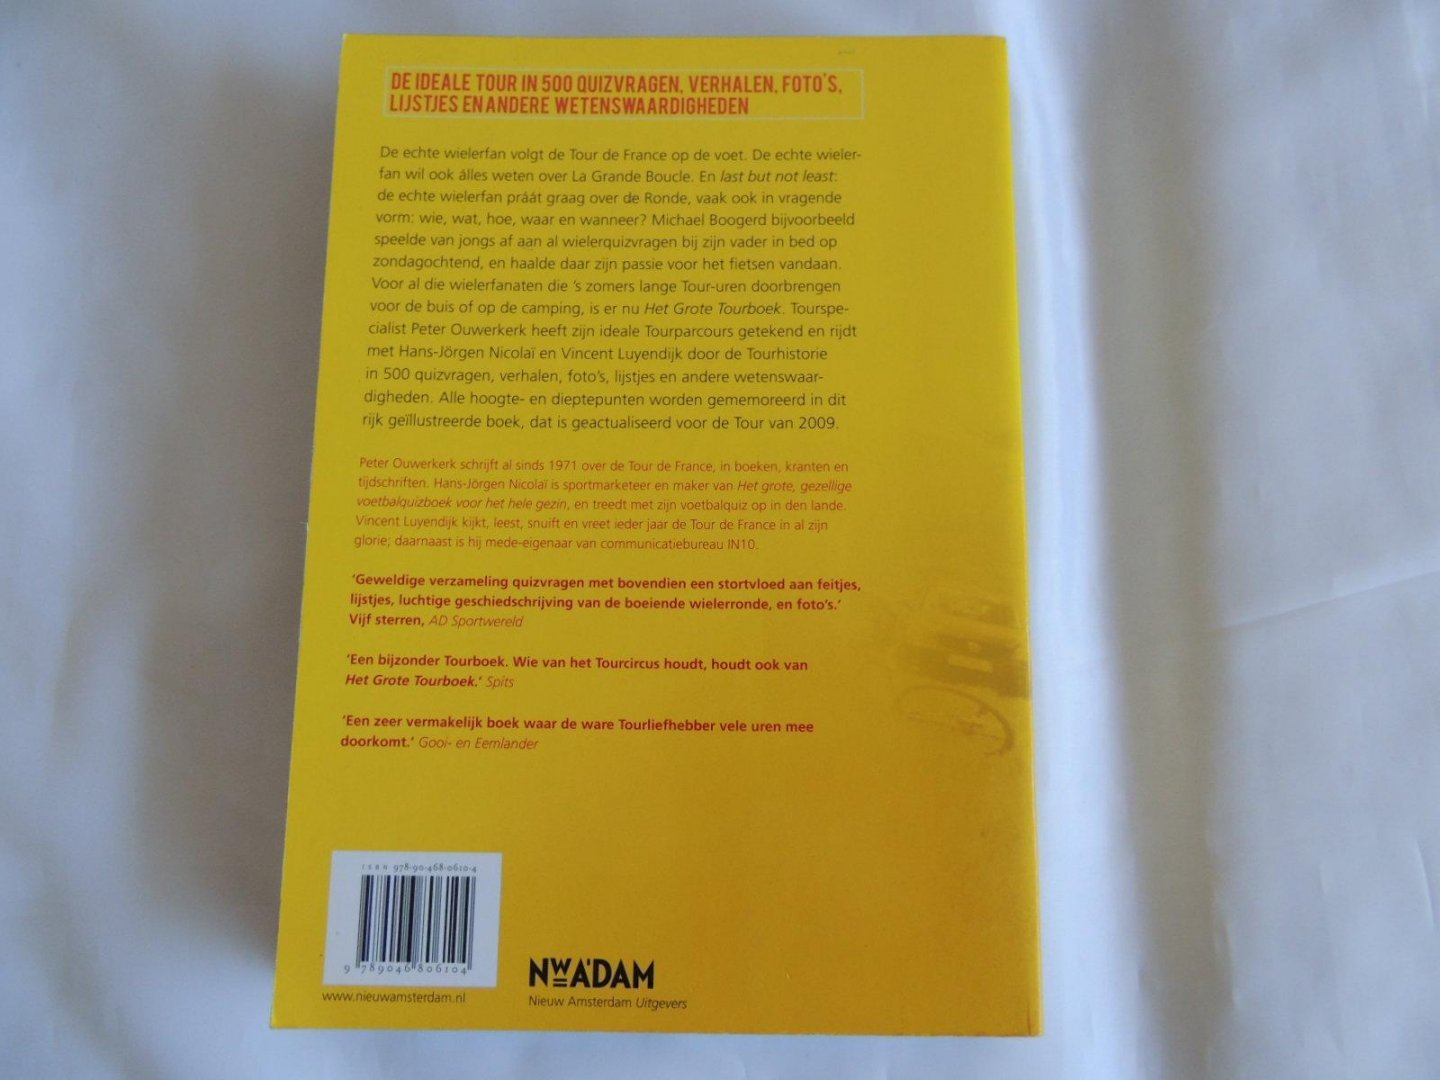 DE IDEALE TOUR IN 500 QUIZVRAGEN, VERHALEN, FOTO'S,
LIJSTJES EN ANDERE WETENSWAARDIGHEDEN
De echte wielerfan volgt de Tour de France op de voet. De echte wieler-
fan wil ook álles weten over La Grande Boucle. En last but not least:
de echte wielerfan práát graag over de Ronde, vaak ook in vragende
vorm: wie, wat, hoe, waar en wanneer? Michael Boogerd bijvoorbeeld
speelde van jongs af aan al wielerquizvragen bij zijn vader in bed op
zondagochtend, en haalde daar zijn passie voor het fietsen vandaan.
Voor al die wielerfanaten die 's zomers lange Tour-uren doorbrengen
voor de buis of op de camping, is er nu Het Grote Tourboek. Tourspe-
cialist Peter Ouwerkerk heeft zijn ideale Tourparcours getekend en rijdt
met Hans-Jörgen Nicolaï en Vincent Luyendijk door de Tourhistorie
in 500 quizvragen, verhalen, foto's, lijstjes en andere wetenswaar-
digheden. Alle hoogte- en dieptepunten worden gememoreerd in dit
rijk geïllustreerde boek, dat is geactualiseerd voor de Tour van 2009.
Peter Ouwerkerk schrijft al sinds 1971 over de Tour de France, in boeken, kranten en
tijdschriften. Hans-Jörgen Nicolaï is sportmarketeer en maker van Het grote, gezellige
voetbalquizboek voor het hele gezin, en treedt met zijn voetbalquiz op in den lande.
Vincent Luyendijk kijkt, leest, snuift en vreet ieder jaar de Tour de France in al zijn
glorie; daarnaast is hij mede-eigenaar van communicatiebureau IN10.
'Geweldige verzameling quizvragen met bovendien een stortvloed aan feitjes,
lijstjes, luchtige geschiedschrijving van de boeiende wielerronde, en foto's.'
Vijf sterren, AD Sportwereld
'Een bijzonder Tourboek. Wie van het Tourcircus houdt, houdt ook van
Het Grote Tourboek.' Spits
'Een zeer vermakelijk boek waar de ware Tourliefhebber vele uren mee
doorkomt.' Gooi- en Eemlander
ISBN 978-90-468-0610-4
9 789046 806104
www.nieuwamsterdam.nl
NWA'DAM
Nieuw Amsterdam Uitgevers